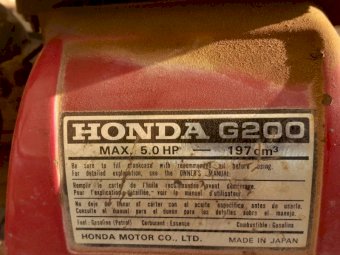 HONDA G200
MAX. 5.0 HP — 197 cm³
Be sure to fill crankcase with recommended oil before using.
For detailed explanation, see the OWNER'S MANUAL.
Remplir le carter de l'huile recommandée avant démarrage.
Pour l'explication détaillée, voir le manuel d'utilisateur.
No deje de llenar el cárter con el aceite específico antes de usarlo.
Consulte el manual para el dueño para los detalles sobre el manejo.
Fuel: Gasoline (Petrol) Carburant: Essence Combustible: Gasolina
HONDA MOTOR CO., LTD. MADE IN JAPAN